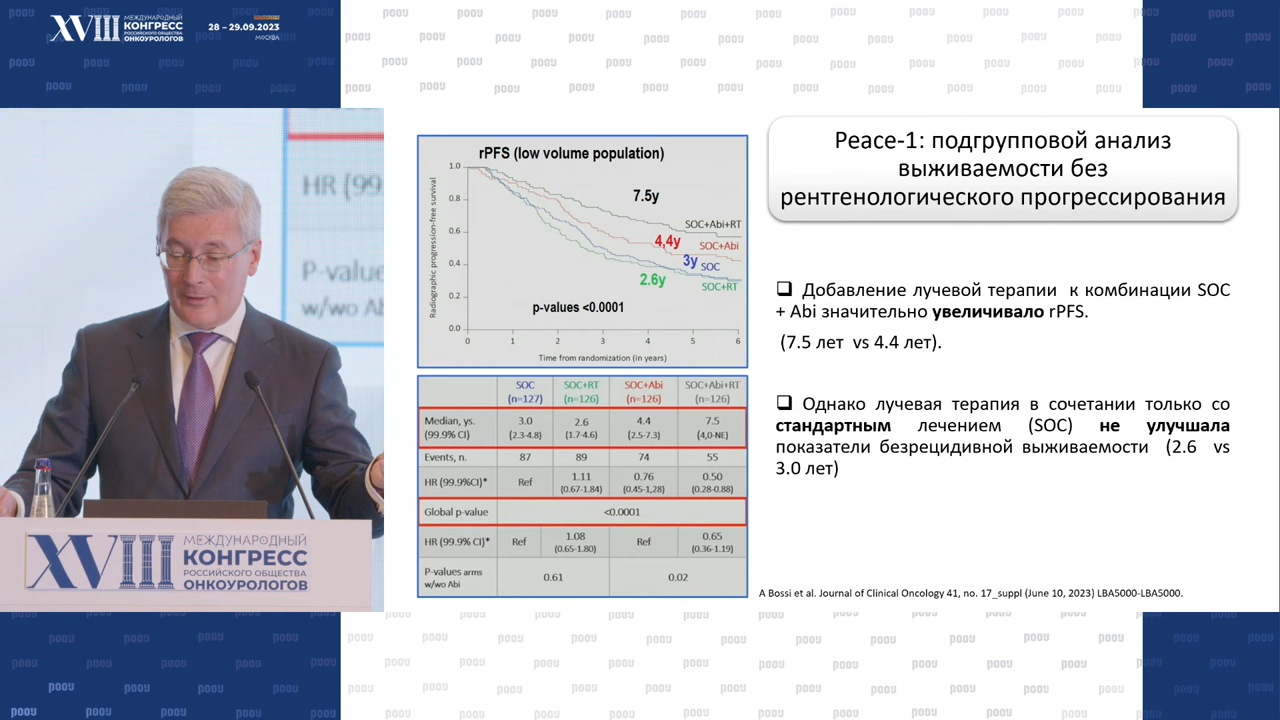 XVIII МЕЖДУНАРОДНЫЙ
КОНГРЕСС
РОССИЙСКОГО ОБЩЕСТВА
ОНКОУРОЛОГОВ
28 – 29.09.2023
МОСКВА
HR (99
P-value
w/wo Ab
XVIII МЕЖДУНАРОДНЫЙ
КОНГРЕСС
РОССИЙСКОГО ОБЩЕСТВА
ОНКОУРОЛОГОВ
rPFS (low volume population)
Radiographic progression-free survival
1.0
0.8
0.6
0.4
0.2
0.0
7.5y
SOC+Abi+RT
4,4y SOC+Abi
3y SOC
2.6y
SOC+RT
p-values <0.0001
0 1 2 3 4 5 6
Time from randomization (in years)
SOC SOC+RT SOC+Abi SOC+Abi+RT
(n=127) (n=126) (n=126) (n=126)
Median, ys. 3.0 2.6 4.4 7.5
(99.9% CI) (2.3-4.8) (1.7-4.6) (2.5-7.3) (4,0-NE)
Events, n. 87 89 74 55
HR (99.9%CI)* Ref 1.11 0.76 0.50
(0.67-1.84) (0.45-1,28) (0.28-0.88)
Global p-value <0.0001
HR (99.9% CI)* Ref 1.08 Ref 0.65
(0.65-1.80) (0.36-1.19)
P-values arms
w/wo Abi 0.61 0.02
Peace-1: подгрупповой анализ
выживаемости без
рентгенологического прогрессирования
Добавление лучевой терапии к комбинации SOC
+ Abi значительно увеличивало rPFS.
(7.5 лет vs 4.4 лет).
Однако лучевая терапия в сочетании только со
стандартным лечением (SOC) не улучшала
показатели безрецидивной выживаемости (2.6 vs
3.0 лет)
A Bossi et al. Journal of Clinical Oncology 41, no. 17_suppl (June 10, 2023) LBA5000-LBA5000.